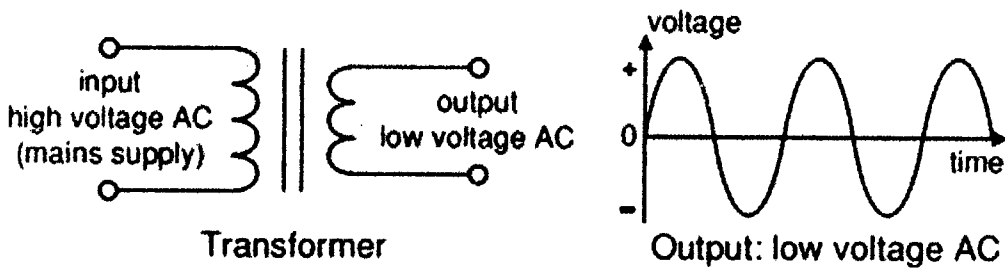 input
high voltage AC
(mains supply)
output
low voltage AC
Transformer
voltage
+
0
time
−
Output: low voltage AC